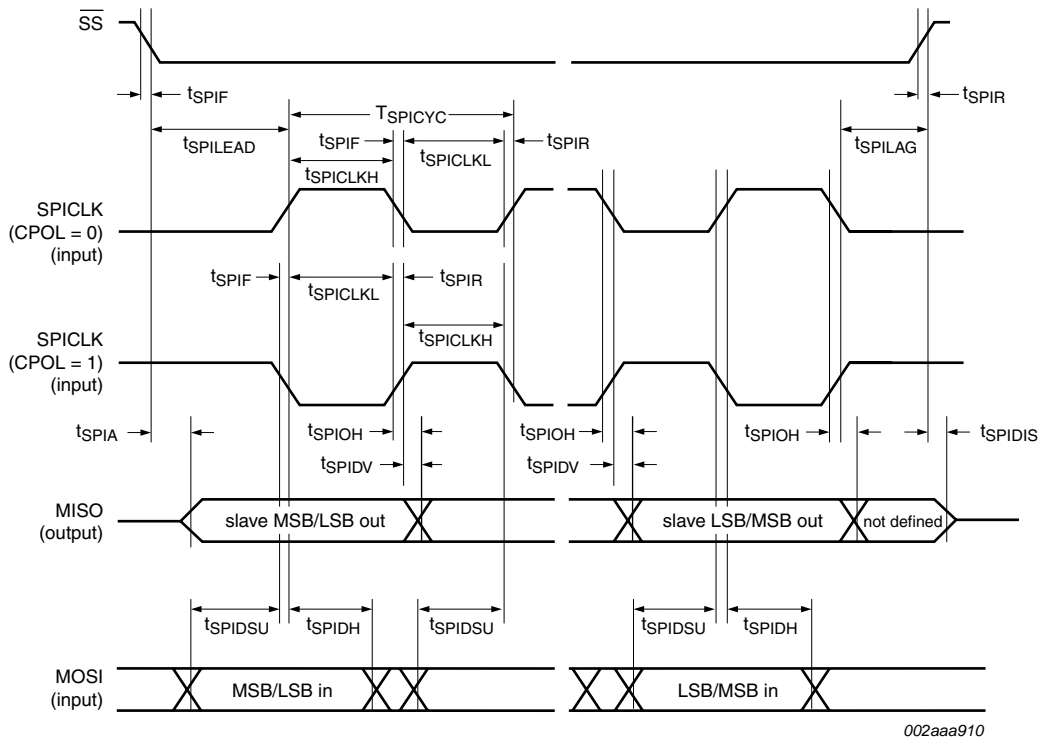 SS
tSPIF
TSPICYC
tSPIR
tSPILEAD
tSPIF
tSPICLKL
tSPIR
tSPILAG
tSPICLKH
SPICLK
(CPOL = 0)
(input)
tSPIF
tSPICLKL
tSPIR
SPICLK
(CPOL = 1)
(input)
tSPICLKH
tSPIA
tSPIOH
tSPIOH
tSPIOH
tSPIDIS
tSPIDV
tSPIDV
MISO
(output)
slave MSB/LSB out
slave LSB/MSB out
not defined
tSPIDSU
tSPIDH
tSPIDSU
tSPIDSU
tSPIDH
MOSI
(input)
MSB/LSB in
LSB/MSB in
002aaa910